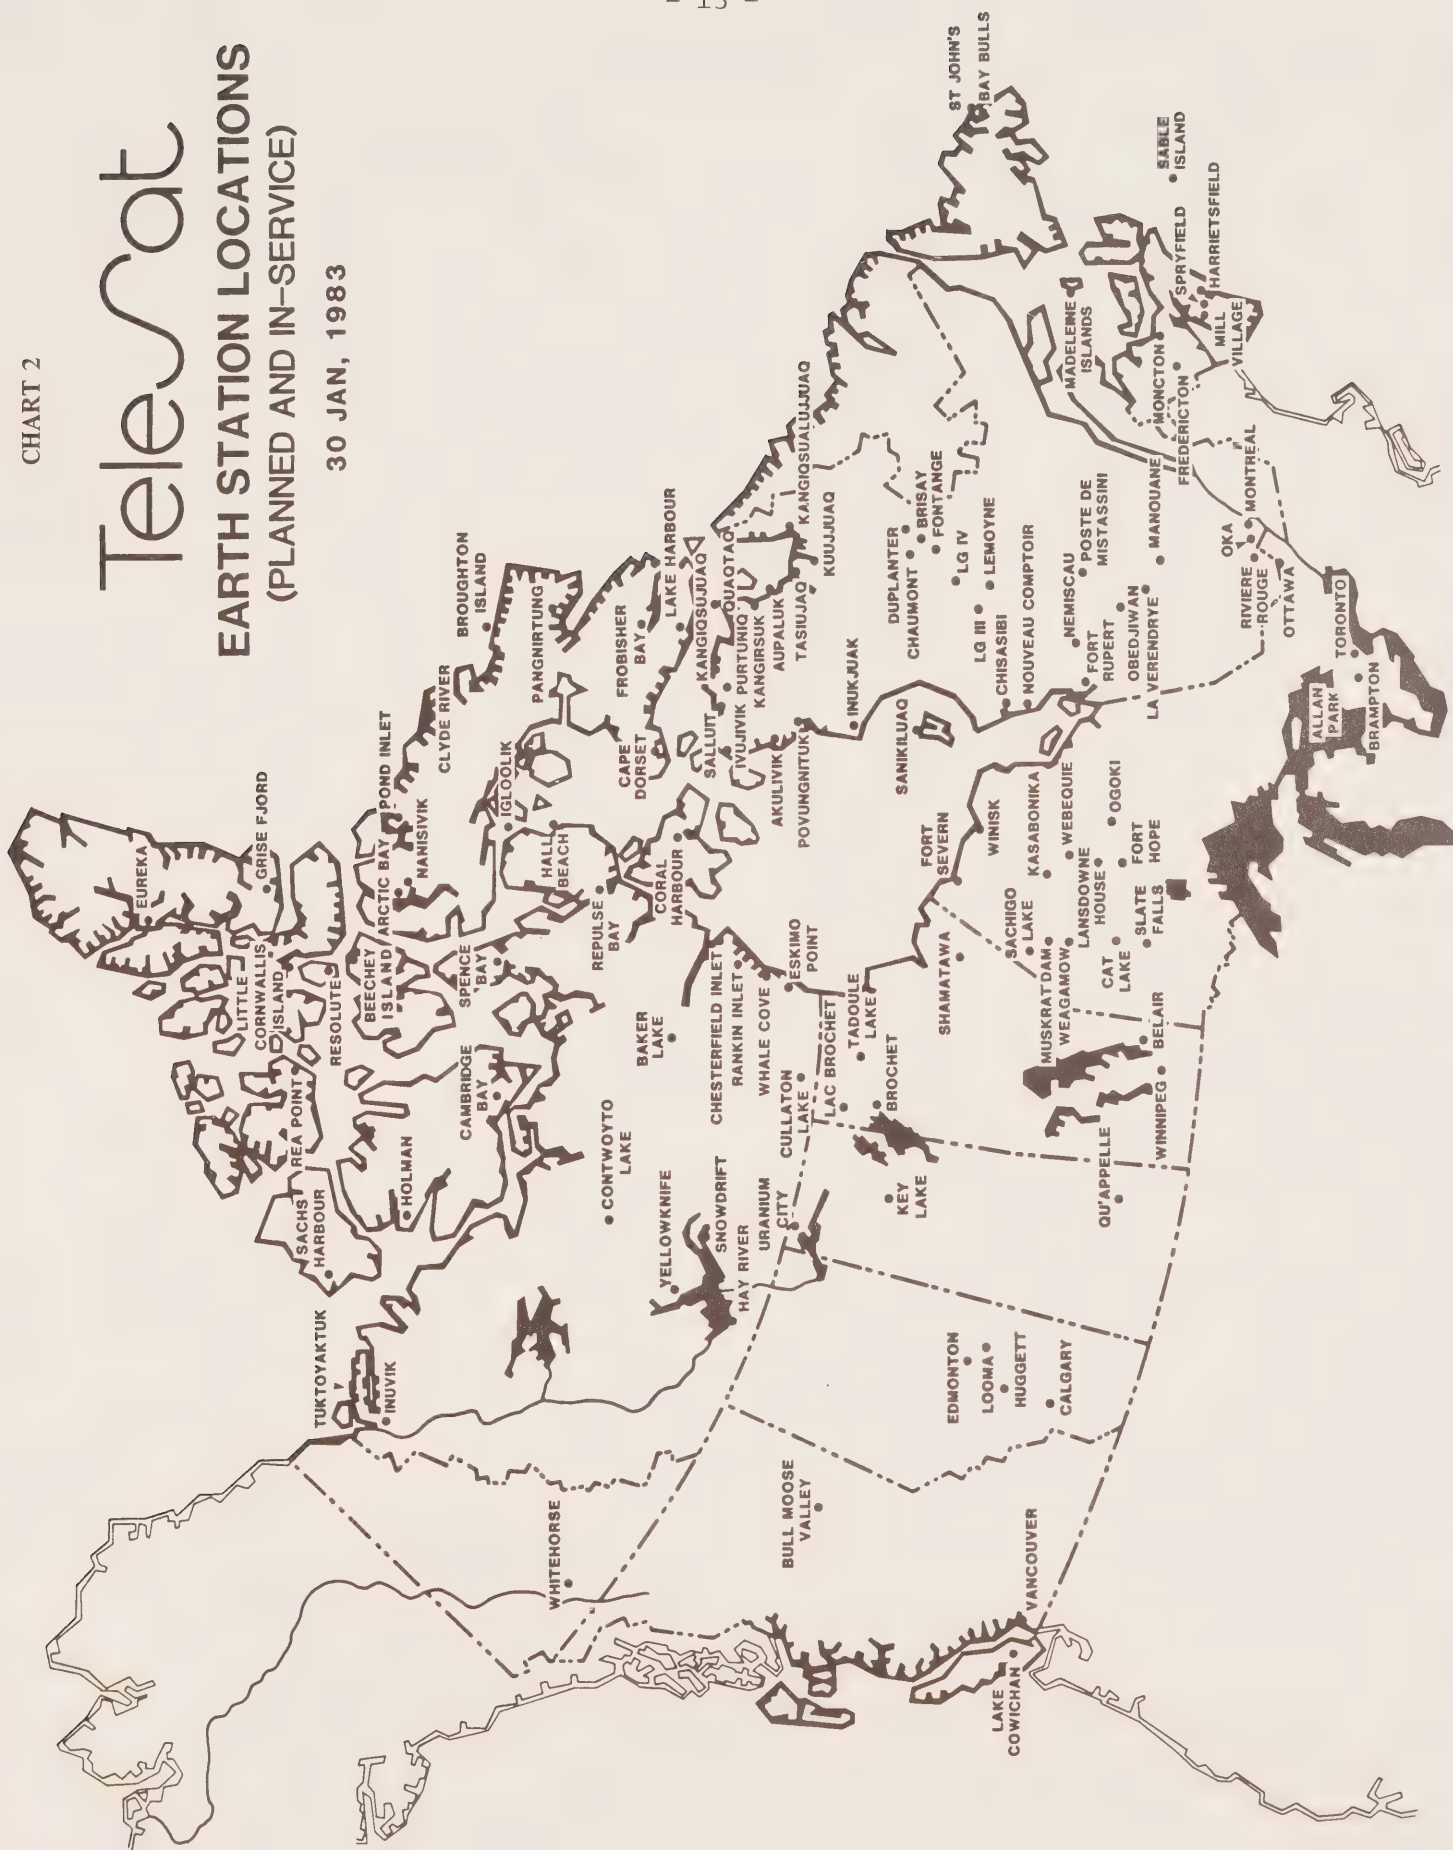 - 13 -
CHART 2
TeleSat
EARTH STATION LOCATIONS
(PLANNED AND IN-SERVICE)
30 JAN, 1983
EUREKA
GRISE FJORD
LITTLE
CORNWALLIS
ISLAND
RESOLUTE
REA POINT
SACHS
HARBOUR
HOLMAN
TUKTOYAKTUK
INUVIK
BEECHEY
ISLAND
ARCTIC BAY
POND INLET
NANISIVIK
CLYDE RIVER
BROUGHTON
ISLAND
PANGNIRTUNG
IGLOOLIK
HALL
BEACH
SPENCE
BAY
CAMBRIDGE
BAY
REPULSE
BAY
CORAL
HARBOUR
CAPE
DORSET
FROBISHER
BAY
LAKE HARBOUR
WHITEHORSE
CONTWOYTO
LAKE
BAKER
LAKE
YELLOWKNIFE
SNOWDRIFT
HAY RIVER
CHESTERFIELD INLET
RANKIN INLET
WHALE COVE
ESKIMO
POINT
CULLATON
LAKE
URANIUM
CITY
KANGIQSUJUAQ
SALLUIT
IVUJIVIK
PURTUNIQ
QUAQTAQ
KANGIRSUK
AKULIVIK
AUPALUK
POVUNGNITUK
TASIUJAQ
KANGIQSUALUJJUAQ
KUUJJUAQ
INUKJUAK
SANIKILUAQ
LAC BROCHET
TADOULE
LAKE
BROCHET
KEY
LAKE
BULL MOOSE
VALLEY
EDMONTON
LOOMA
HUGGETT
CALGARY
VANCOUVER
LAKE
COWICHAN
SHAMATAWA
FORT
SEVERN
WINISK
SACHIGO
LAKE
KASABONIKA
MUSKRAT DAM
WEAGAMOW
WEBEQUIE
LANSDOWNE
HOUSE
CAT
LAKE
OGOKI
SLATE
FALLS
FORT
HOPE
BELAIR
WINNIPEG
QU'APPELLE
DUPLANTER
CHAUMONT
BRISAY
FONTANGE
LG IV
LEMOYNE
LG III
CHISASIBI
NOUVEAU COMPTOIR
NEMISCAU
POSTE DE
MISTASSINI
FORT
RUPERT
OBEDJIWAN
LA VERENDRYE
MANOUANE
ST JOHN'S
BAY BULLS
SABLE
ISLAND
SPRYFIELD
HARRIETSFIELD
MILL
VILLAGE
MADELEINE
ISLANDS
MONCTON
FREDERICTON
OKA
MONTREAL
RIVIERE
ROUGE
OTTAWA
TORONTO
ALLAN
PARK
BRAMPTON